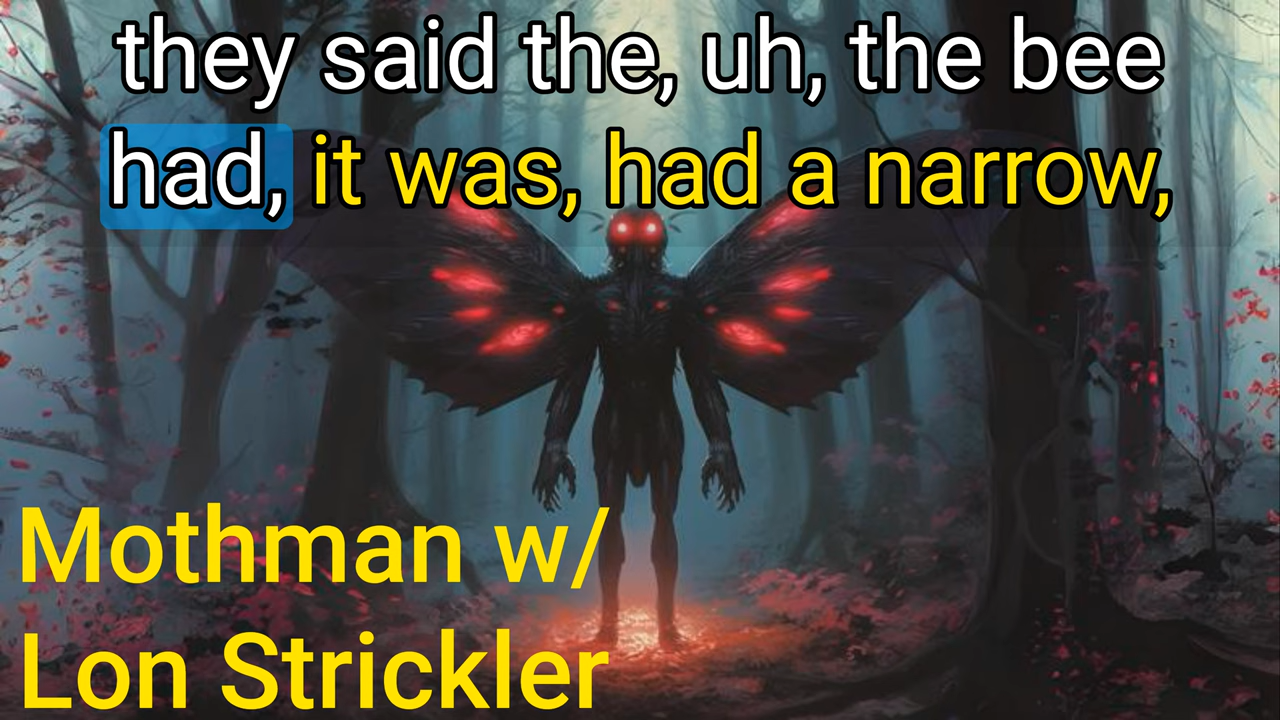 they said the, uh, the bee
had, it was, had a narrow,
Mothman w/
Lon Strickler